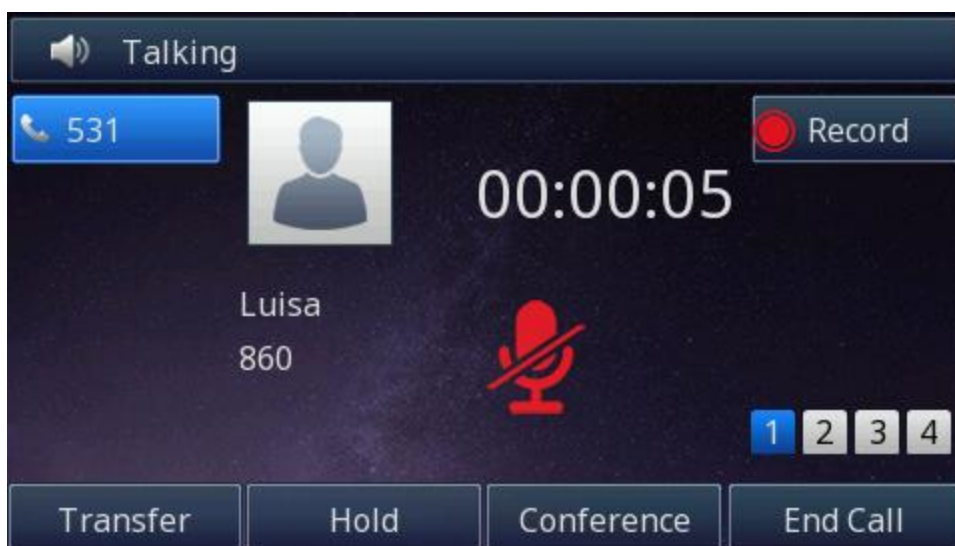 Talking
531
Record
00:00:05
Luisa
860
1 2 3 4
Transfer Hold Conference End Call